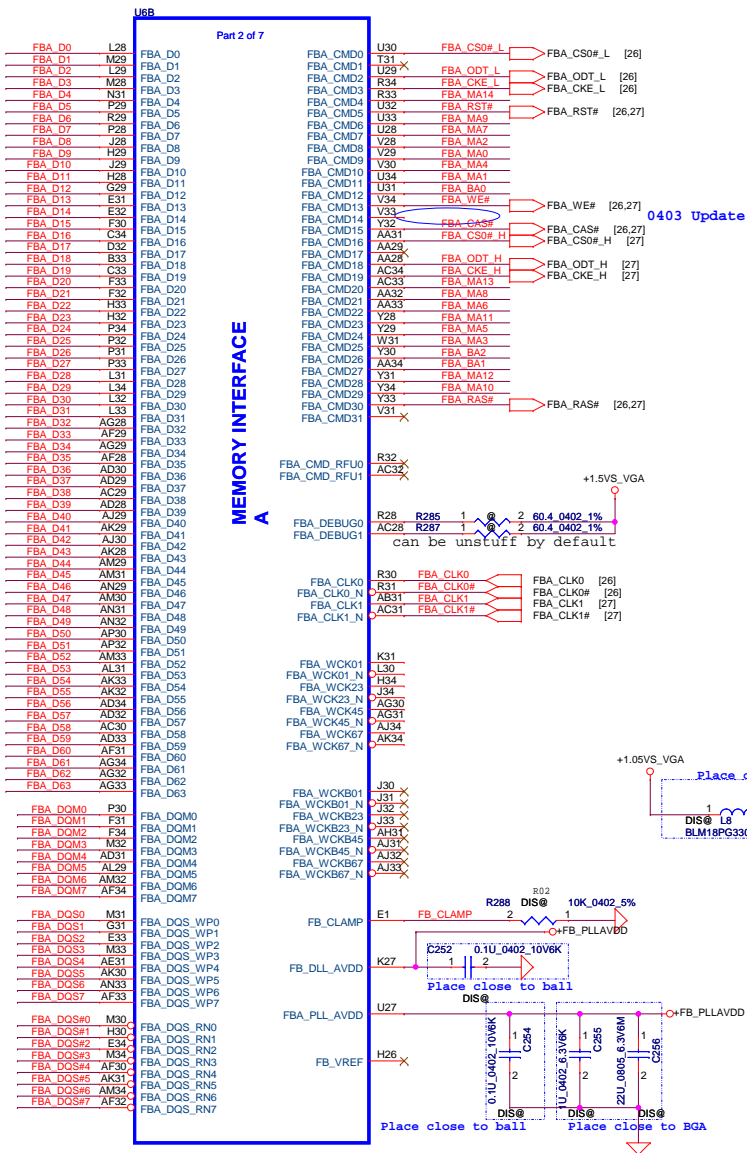 U6B
Part 2 of 7
FBA_D0 L28 FBA_D0
FBA_D1 M29 FBA_D1
FBA_D2 L29 FBA_D2
FBA_D3 M28 FBA_D3
FBA_D4 N31 FBA_D4
FBA_D5 P29 FBA_D5
FBA_D6 R29 FBA_D6
FBA_D7 P28 FBA_D7
FBA_D8 J28 FBA_D8
FBA_D9 H29 FBA_D9
FBA_D10 J29 FBA_D10
FBA_D11 H28 FBA_D11
FBA_D12 G29 FBA_D12
FBA_D13 E31 FBA_D13
FBA_D14 E32 FBA_D14
FBA_D15 F30 FBA_D15
FBA_D16 C34 FBA_D16
FBA_D17 D32 FBA_D17
FBA_D18 B33 FBA_D18
FBA_D19 C33 FBA_D19
FBA_D20 F33 FBA_D20
FBA_D21 F32 FBA_D21
FBA_D22 H33 FBA_D22
FBA_D23 H32 FBA_D23
FBA_D24 P34 FBA_D24
FBA_D25 P32 FBA_D25
FBA_D26 P31 FBA_D26
FBA_D27 P33 FBA_D27
FBA_D28 L31 FBA_D28
FBA_D29 L34 FBA_D29
FBA_D30 L32 FBA_D30
FBA_D31 L33 FBA_D31
FBA_D32 AG28 FBA_D32
FBA_D33 AF29 FBA_D33
FBA_D34 AG29 FBA_D34
FBA_D35 AF28 FBA_D35
FBA_D36 AD30 FBA_D36
FBA_D37 AD29 FBA_D37
FBA_D38 AC29 FBA_D38
FBA_D39 AD28 FBA_D39
FBA_D40 AJ29 FBA_D40
FBA_D41 AK29 FBA_D41
FBA_D42 AJ30 FBA_D42
FBA_D43 AK28 FBA_D43
FBA_D44 AM29 FBA_D44
FBA_D45 AM31 FBA_D45
FBA_D46 AN29 FBA_D46
FBA_D47 AM30 FBA_D47
FBA_D48 AN31 FBA_D48
FBA_D49 AN32 FBA_D49
FBA_D50 AP30 FBA_D50
FBA_D51 AP32 FBA_D51
FBA_D52 AM33 FBA_D52
FBA_D53 AL31 FBA_D53
FBA_D54 AK33 FBA_D54
FBA_D55 AK32 FBA_D55
FBA_D56 AD34 FBA_D56
FBA_D57 AD32 FBA_D57
FBA_D58 AC30 FBA_D58
FBA_D59 AD33 FBA_D59
FBA_D60 AF31 FBA_D60
FBA_D61 AG34 FBA_D61
FBA_D62 AG32 FBA_D62
FBA_D63 AG33 FBA_D63
FBA_DQM0 P30 FBA_DQM0
FBA_DQM1 F31 FBA_DQM1
FBA_DQM2 F34 FBA_DQM2
FBA_DQM3 M32 FBA_DQM3
FBA_DQM4 AD31 FBA_DQM4
FBA_DQM5 AL29 FBA_DQM5
FBA_DQM6 AM32 FBA_DQM6
FBA_DQM7 AF34 FBA_DQM7
FBA_DQS0 M31 FBA_DQS_WP0
FBA_DQS1 G31 FBA_DQS_WP1
FBA_DQS2 E33 FBA_DQS_WP2
FBA_DQS3 M33 FBA_DQS_WP3
FBA_DQS4 AE31 FBA_DQS_WP4
FBA_DQS5 AK30 FBA_DQS_WP5
FBA_DQS6 AN33 FBA_DQS_WP6
FBA_DQS7 AF33 FBA_DQS_WP7
FBA_DQS#0 M30 FBA_DQS_RN0
FBA_DQS#1 H30 FBA_DQS_RN1
FBA_DQS#2 E34 FBA_DQS_RN2
FBA_DQS#3 M34 FBA_DQS_RN3
FBA_DQS#4 AF30 FBA_DQS_RN4
FBA_DQS#5 AK31 FBA_DQS_RN5
FBA_DQS#6 AM34 FBA_DQS_RN6
FBA_DQS#7 AF32 FBA_DQS_RN7
MEMORY INTERFACE
A
FBA_CMD0 U30 FBA_CS0#_L FBA_CS0#_L [26]
FBA_CMD1 T31
FBA_CMD2 U29 FBA_ODT_L FBA_ODT_L [26]
FBA_CMD3 R34 FBA_CKE_L FBA_CKE_L [26]
FBA_CMD4 R33 FBA_MA14
FBA_CMD5 U32 FBA_RST# FBA_RST# [26,27]
FBA_CMD6 U33 FBA_MA9
FBA_CMD7 U28 FBA_MA7
FBA_CMD8 V28 FBA_MA2
FBA_CMD9 V29 FBA_MA0
FBA_CMD10 V30 FBA_MA4
FBA_CMD11 U34 FBA_MA1
FBA_CMD12 U31 FBA_BA0
FBA_CMD13 V34 FBA_WE# FBA_WE# [26,27]
FBA_CMD14 V33 0403 Update
FBA_CMD15 Y32 FBA_CAS# FBA_CAS# [26,27]
FBA_CMD16 AA31 FBA_CS0#_H FBA_CS0#_H [27]
FBA_CMD17 AA29
FBA_CMD18 AA28 FBA_ODT_H FBA_ODT_H [27]
FBA_CMD19 AC34 FBA_CKE_H FBA_CKE_H [27]
FBA_CMD20 AC33 FBA_MA13
FBA_CMD21 AA32 FBA_MA8
FBA_CMD22 AA33 FBA_MA6
FBA_CMD23 Y28 FBA_MA11
FBA_CMD24 Y29 FBA_MA5
FBA_CMD25 W31 FBA_MA3
FBA_CMD26 Y30 FBA_BA2
FBA_CMD27 AA34 FBA_BA1
FBA_CMD28 Y31 FBA_MA12
FBA_CMD29 Y34 FBA_MA10
FBA_CMD30 Y33 FBA_RAS# FBA_RAS# [26,27]
FBA_CMD31 V31
FBA_CMD_RFU0 R32
FBA_CMD_RFU1 AC32
+1.5VS_VGA
FBA_DEBUG0 R28 R285 1 @ 2 60.4_0402_1%
FBA_DEBUG1 AC28 R287 1 @ 2 60.4_0402_1%
can be unstuff by default
FBA_CLK0 R30 FBA_CLK0 FBA_CLK0 [26]
FBA_CLK0_N R31 FBA_CLK0# FBA_CLK0# [26]
FBA_CLK1 AB31 FBA_CLK1 FBA_CLK1 [27]
FBA_CLK1_N AC31 FBA_CLK1# FBA_CLK1# [27]
FBA_WCK01 K31
FBA_WCK01_N L30
FBA_WCK23 H34
FBA_WCK23_N J34
FBA_WCK45 AG30
FBA_WCK45_N AG31
FBA_WCK67 AJ34
FBA_WCK67_N AK34
FBA_WCKB01 J30
FBA_WCKB01_N J31
FBA_WCKB23 J32
FBA_WCKB23_N J33
FBA_WCKB45 AH31
FBA_WCKB45_N AJ31
FBA_WCKB67 AJ32
FBA_WCKB67_N AJ33
+1.05VS_VGA
Place
1
DIS@ L8
BLM18PG330
R02
R288 DIS@ 10K_0402_5%
FB_CLAMP E1 FB_CLAMP 2 1
+FB_PLLAVDD
C252 0.1U_0402_10V6K
FB_DLL_AVDD K27 1 2
Place close to ball
DIS@
FBA_PLL_AVDD U27 +FB_PLLAVDD
FB_VREF H26
0.1U_0402_10V6K 1 2 C254
1U_0402_6.3V6K 1 2 C255
22U_0805_6.3V6M 1 2 C256
DIS@ DIS@ DIS@
Place close to ball Place close to BGA